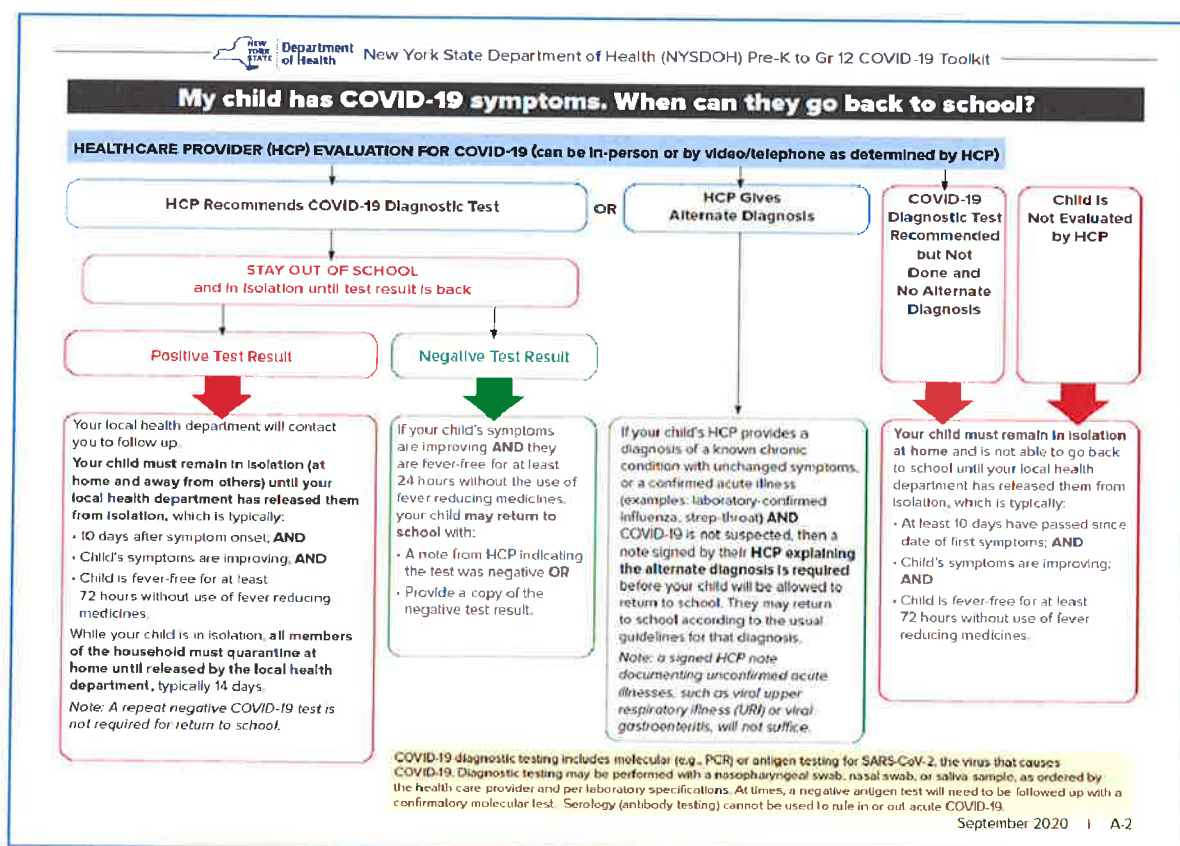 NEW YORK STATE
Department of Health
New York State Department of Health (NYSDOH) Pre-K to Gr 12 COVID-19 Toolkit
My child has COVID-19 symptoms. When can they go back to school?
HEALTHCARE PROVIDER (HCP) EVALUATION FOR COVID-19 (can be in-person or by video/telephone as determined by HCP)
HCP Recommends COVID-19 Diagnostic Test
OR
HCP Gives
Alternate Diagnosis
COVID-19
Diagnostic Test
Recommended
but Not
Done and
No Alternate
Diagnosis
Child Is
Not Evaluated
by HCP
STAY OUT OF SCHOOL
and in isolation until test result is back
Positive Test Result
Negative Test Result
Your local health department will contact
you to follow up.
Your child must remain in isolation (at
home and away from others) until your
local health department has released them
from isolation, which is typically:
• 10 days after symptom onset; AND
• Child's symptoms are improving; AND
• Child is fever-free for at least
72 hours without use of fever reducing
medicines.
While your child is in isolation, all members
of the household must quarantine at
home until released by the local health
department, typically 14 days.
Note: A repeat negative COVID-19 test is
not required for return to school.
If your child's symptoms
are improving AND they
are fever-free for at least
24 hours without the use of
fever reducing medicines,
your child may return to
school with:
• A note from HCP indicating
the test was negative OR
• Provide a copy of the
negative test result.
If your child's HCP provides a
diagnosis of a known chronic
condition with unchanged symptoms,
or a confirmed acute illness
(examples: laboratory-confirmed
influenza, strep-throat) AND
COVID-19 is not suspected, then a
note signed by their HCP explaining
the alternate diagnosis is required
before your child will be allowed to
return to school. They may return
to school according to the usual
guidelines for that diagnosis.
Note: a signed HCP note
documenting unconfirmed acute
illnesses, such as viral upper
respiratory illness (URI) or viral
gastroenteritis, will not suffice.
Your child must remain in isolation
at home and is not able to go back
to school until your local health
department has released them from
isolation, which is typically:
• At least 10 days have passed since
date of first symptoms; AND
• Child's symptoms are improving;
AND
• Child is fever-free for at least
72 hours without use of fever
reducing medicines.
COVID-19 diagnostic testing includes molecular (e.g., PCR) or antigen testing for SARS-CoV-2, the virus that causes
COVID-19. Diagnostic testing may be performed with a nasopharyngeal swab, nasal swab, or saliva sample, as ordered by
the health care provider and per laboratory specifications. At times, a negative antigen test will need to be followed up with a
confirmatory molecular test. Serology (antibody testing) cannot be used to rule in or out acute COVID-19.
September 2020 | A-2